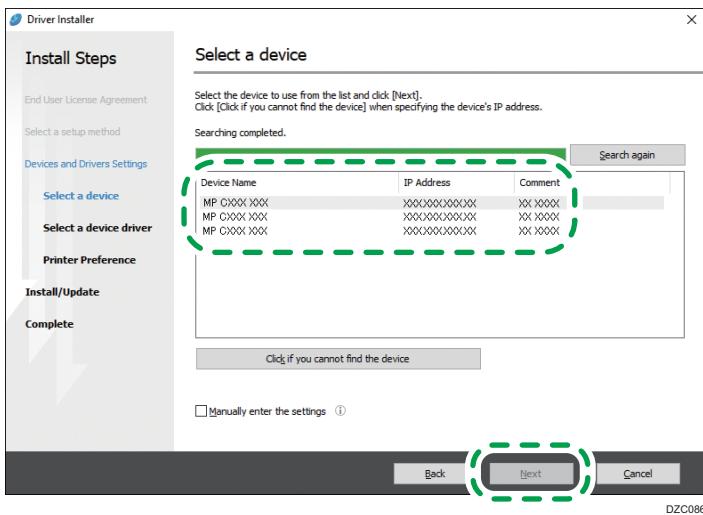 Driver Installer
Install Steps
End User License Agreement
Select a setup method
Devices and Drivers Settings
Select a device
Select a device driver
Printer Preference
Install/Update
Complete
Select a device
Select the device to use from the list and click [Next].
Click [Click if you cannot find the device] when specifying the device's IP address.
Searching completed.
Search again
Device Name IP Address Comment
MP CXXX XXX XXX.XXX.XXX.XX XX XXXX
MP CXXX XXX XXX.XXX.XXX.XX XX XXXX
MP CXXX XXX XXX.XXX.XXX.XX XX XXXX
Click if you cannot find the device
Manually enter the settings
Back Next Cancel
DZC086